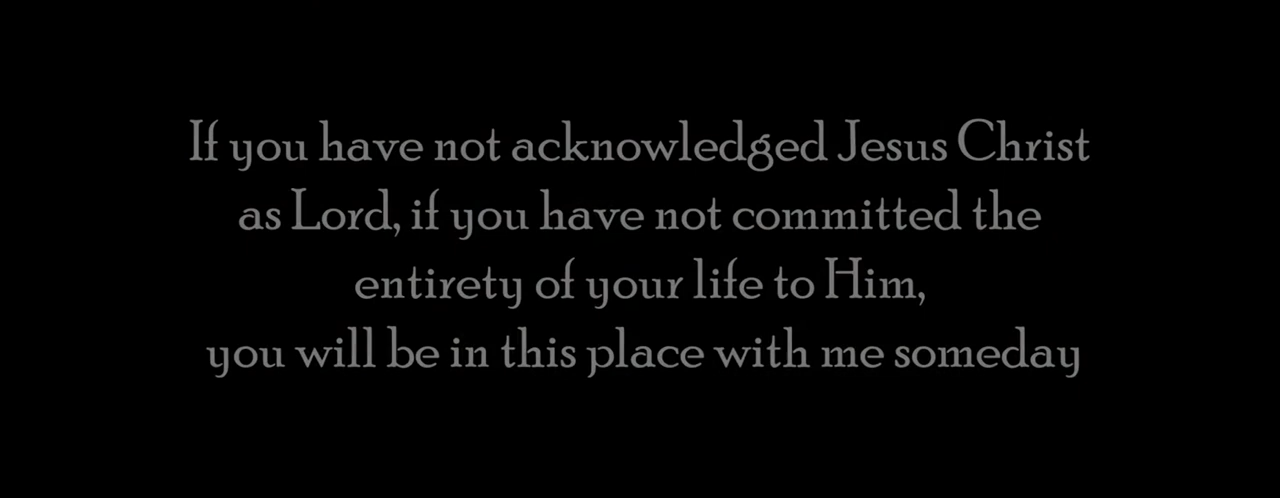 If you have not acknowledged Jesus Christ
as Lord, if you have not committed the
entirety of your life to Him,
you will be in this place with me someday